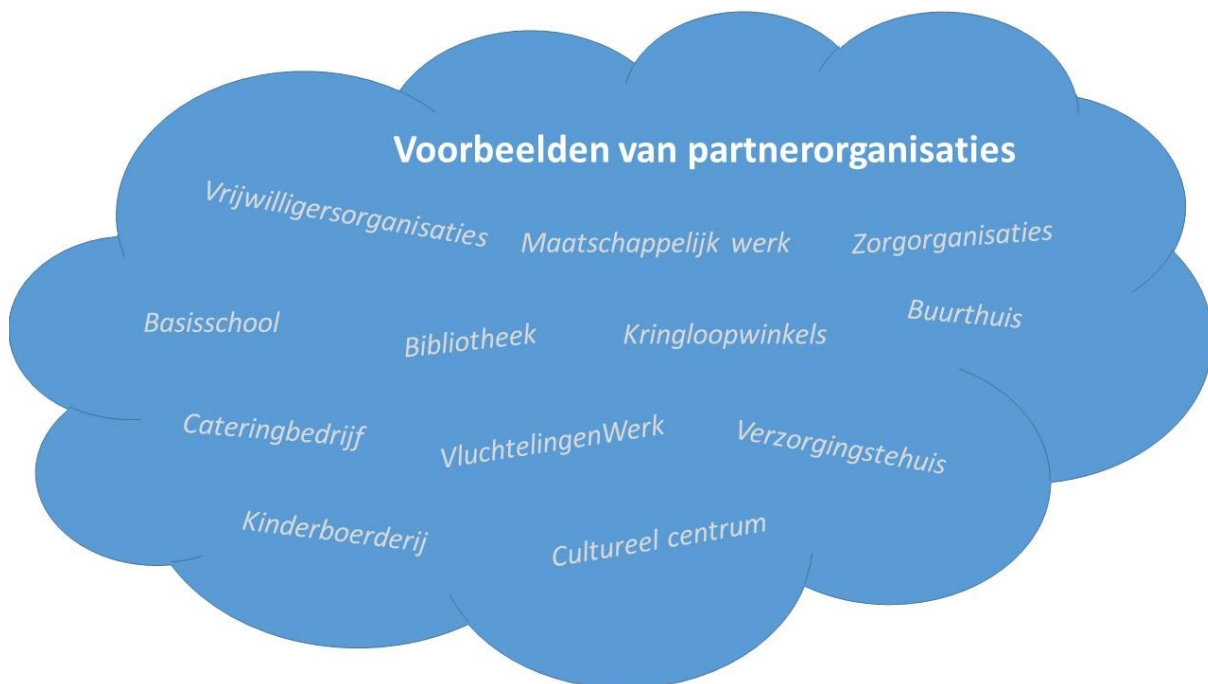 Voorbeelden van partnerorganisaties
Vrijwilligersorganisaties
Maatschappelijk werk
Zorgorganisaties
Basisschool
Bibliotheek
Kringloopwinkels
Buurthuis
Cateringbedrijf
VluchtelingenWerk
Verzorgingstehuis
Kinderboerderij
Cultureel centrum